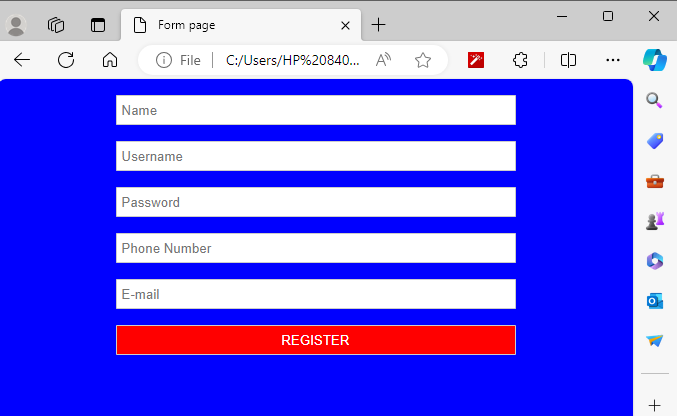 Form page
File | C:/Users/HP%20840...
Name
Username
Password
Phone Number
E-mail
REGISTER